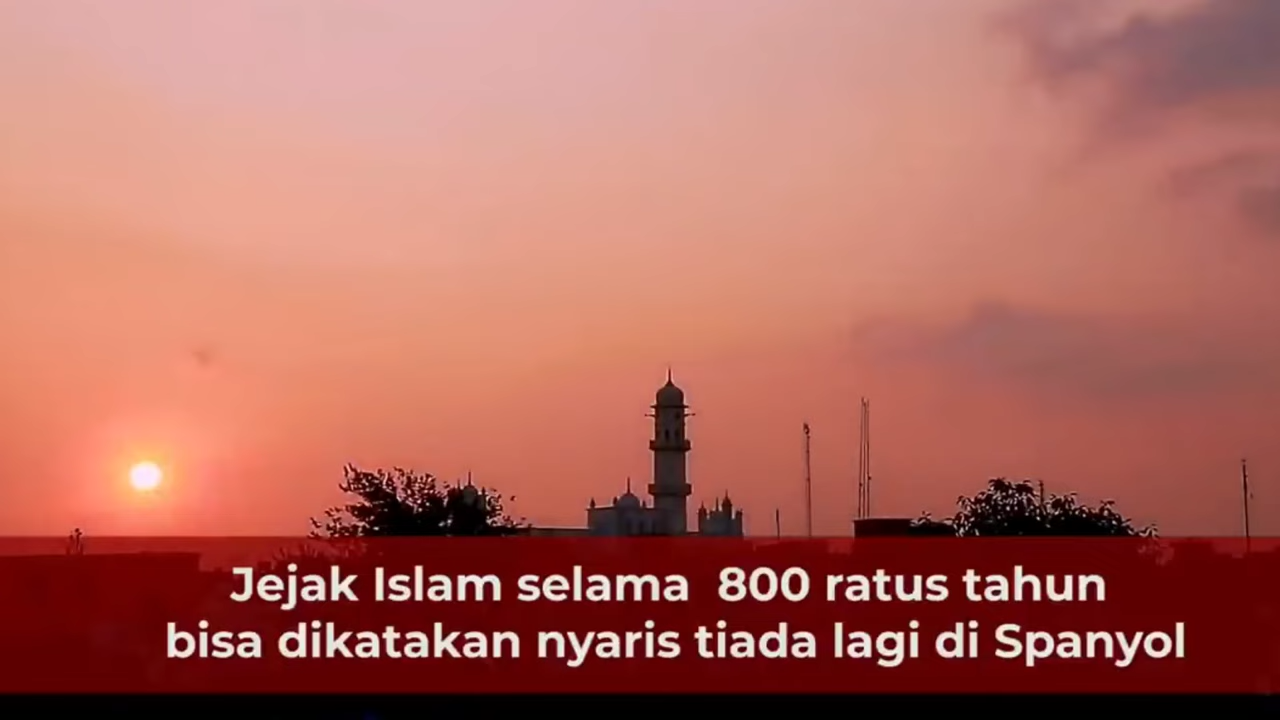 Jejak Islam selama 800 ratus tahun
bisa dikatakan nyaris tiada lagi di Spanyol